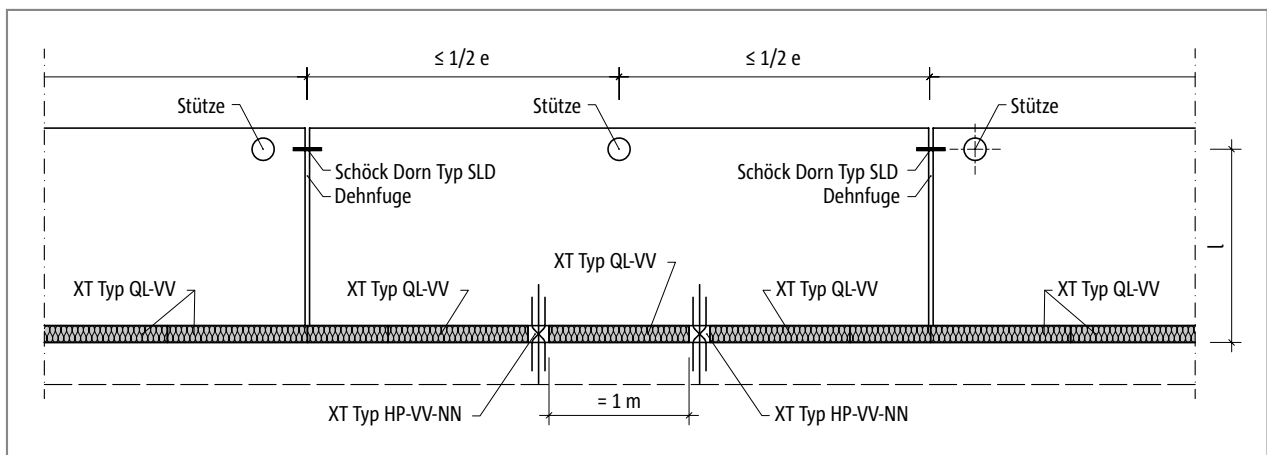 ≤ 1/2 e
≤ 1/2 e
Stütze
Stütze
Stütze
Schöck Dorn Typ SLD
Dehnfuge
Schöck Dorn Typ SLD
Dehnfuge
l
XT Typ QL-VV
XT Typ QL-VV
XT Typ QL-VV
XT Typ QL-VV
XT Typ QL-VV
XT Typ HP-VV-NN
= 1 m
XT Typ HP-VV-NN